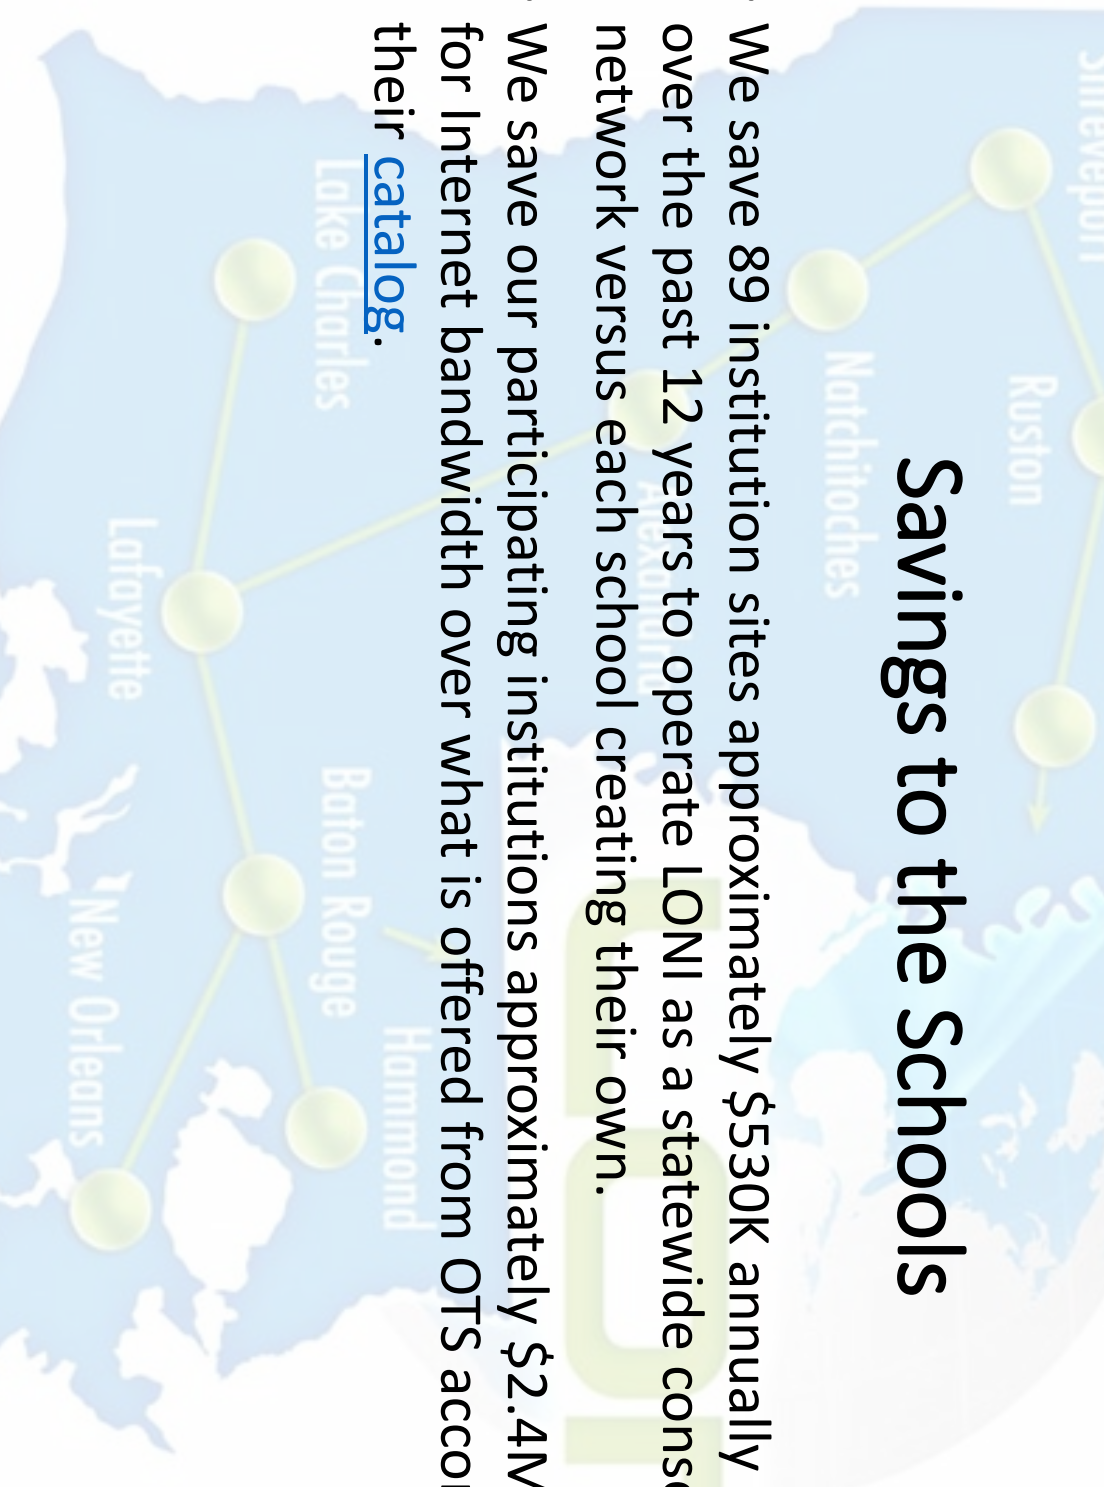 Savings to the Schools
We save 89 institution sites approximately $530K annually
over the past 12 years to operate LONI as a statewide
network versus each school creating their own.
We save our participating institutions approximately $2.4M
for Internet bandwidth over what is offered from OTS
their catalog.
Shreveport
Ruston
Natchitoches
Alexandria
Lake Charles
Lafayette
Baton Rouge
Hammond
New Orleans